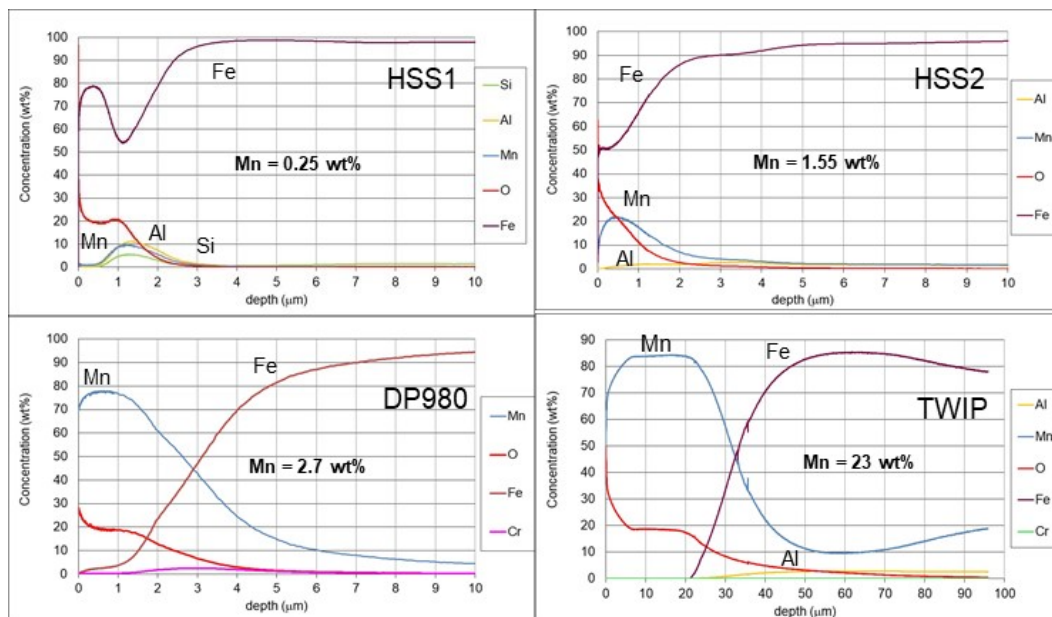 100
90
80
70
60
50
40
30
20
10
0
Concentration (wt%)
0 1 2 3 4 5 6 7 8 9 10
depth (μm)
Fe
HSS1
Mn = 0.25 wt%
Mn
Al
Si
Si
Al
Mn
O
Fe
100
90
80
70
60
50
40
30
20
10
0
Concentration (wt%)
0 2 4 6 8 10
depth (μm)
Fe
HSS2
Mn = 1.55 wt%
Mn
Al
Al
Mn
O
Fe
100
90
80
70
60
50
40
30
20
10
0
Concentration (wt%)
0 1 2 3 4 5 6 7 8 9 10
depth (μm)
Mn
Fe
DP980
Mn = 2.7 wt%
Mn
O
Fe
Cr
90
80
70
60
50
40
30
20
10
0
Concentration (wt%)
0 10 20 30 40 50 60 70 80 90 100
depth (μm)
Mn
Fe
TWIP
Mn = 23 wt%
Al
Al
Mn
O
Fe
Cr